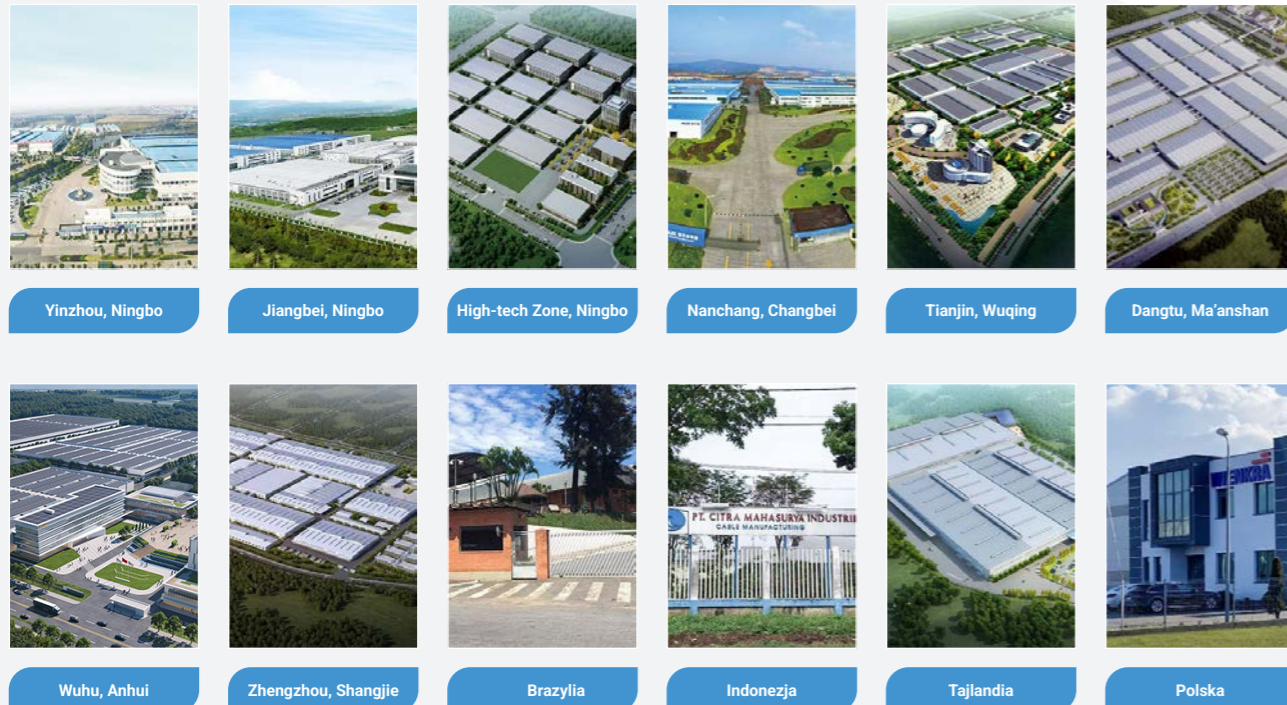 Yinzhou, Ningbo
Jiangbei, Ningbo
High-tech Zone, Ningbo
Nanchang, Changbei
Tianjin, Wuqing
Dangtu, Ma’anshan
PT. CITRA MAHASURYA INDUSTRI
CABLE MANUFACTURING
Wuhu, Anhui
Zhengzhou, Shangjie
Brazylia
Indonezja
Tajlandia
Polska